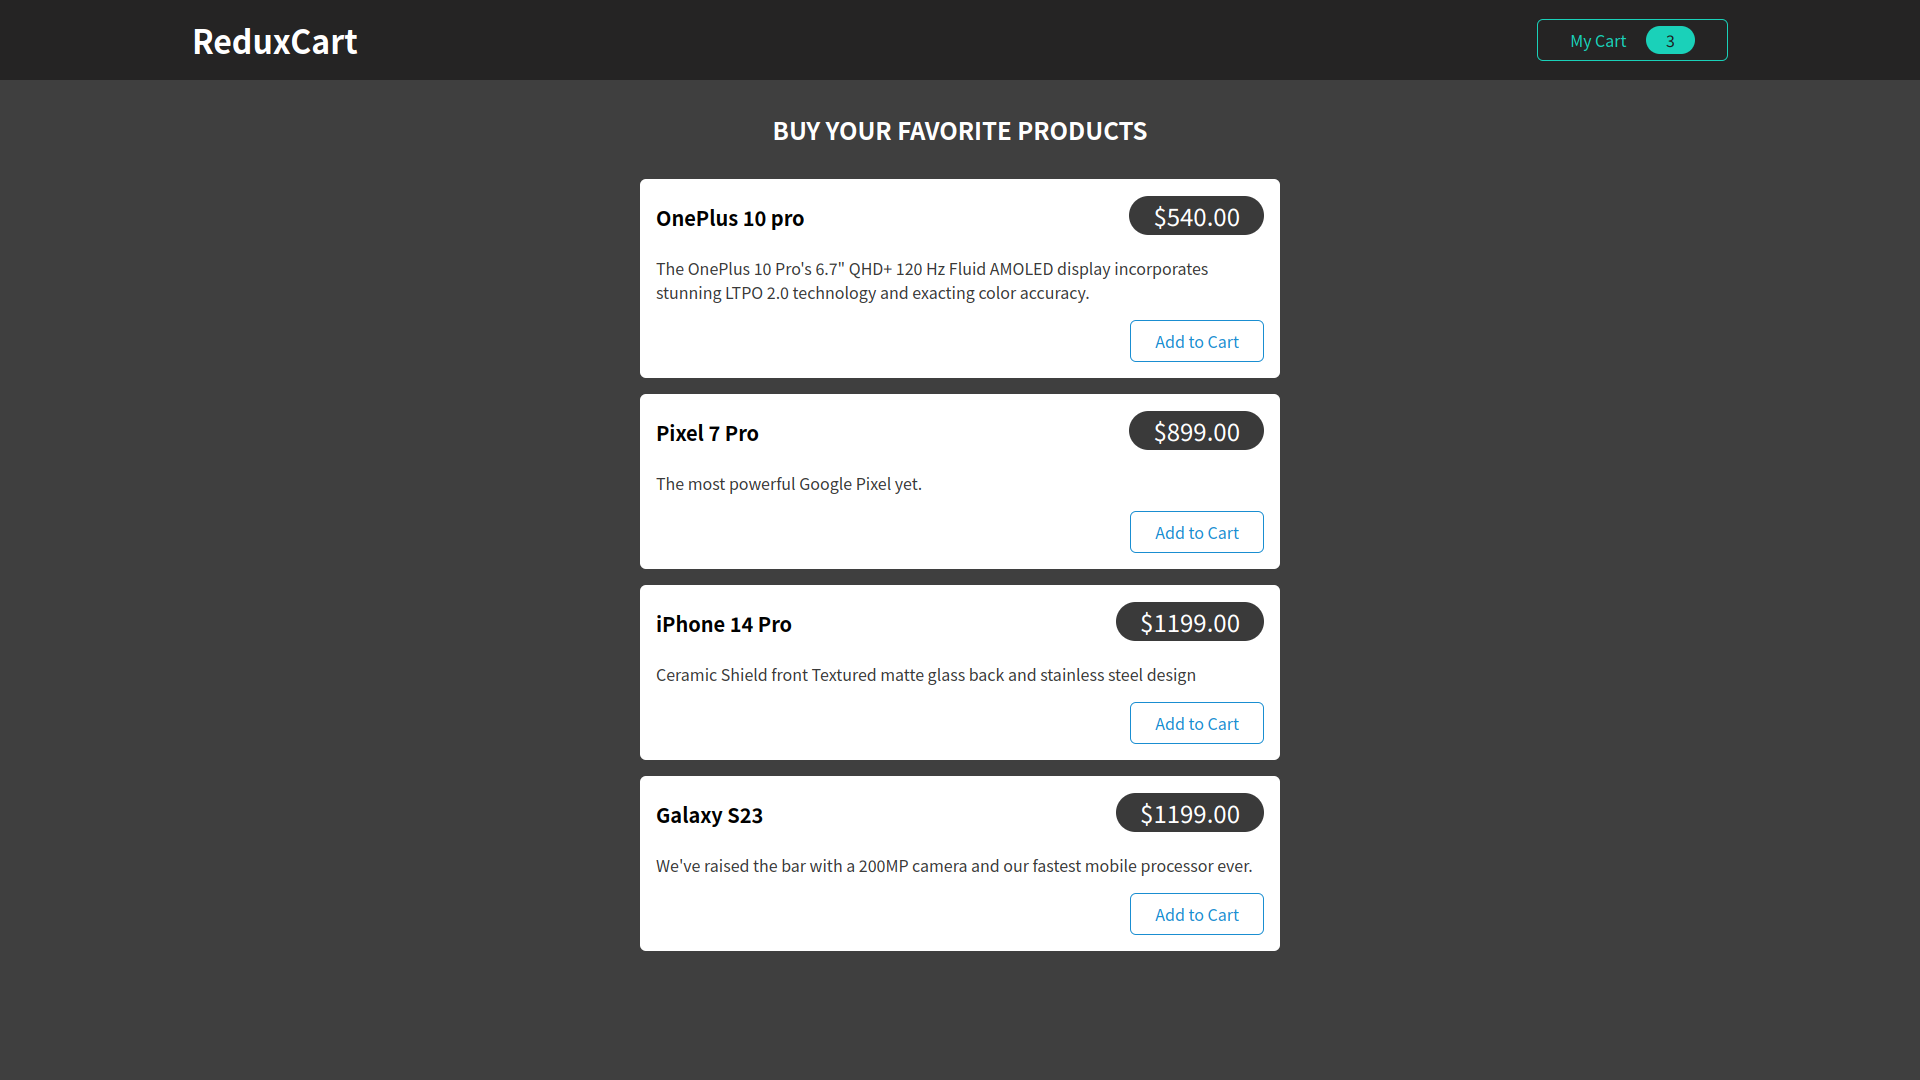 ReduxCart
My Cart 3
BUY YOUR FAVORITE PRODUCTS
OnePlus 10 pro
$540.00
The OnePlus 10 Pro's 6.7" QHD+ 120 Hz Fluid AMOLED display incorporates
stunning LTPO 2.0 technology and exacting color accuracy.
Add to Cart
Pixel 7 Pro
$899.00
The most powerful Google Pixel yet.
Add to Cart
iPhone 14 Pro
$1199.00
Ceramic Shield front Textured matte glass back and stainless steel design
Add to Cart
Galaxy S23
$1199.00
We've raised the bar with a 200MP camera and our fastest mobile processor ever.
Add to Cart